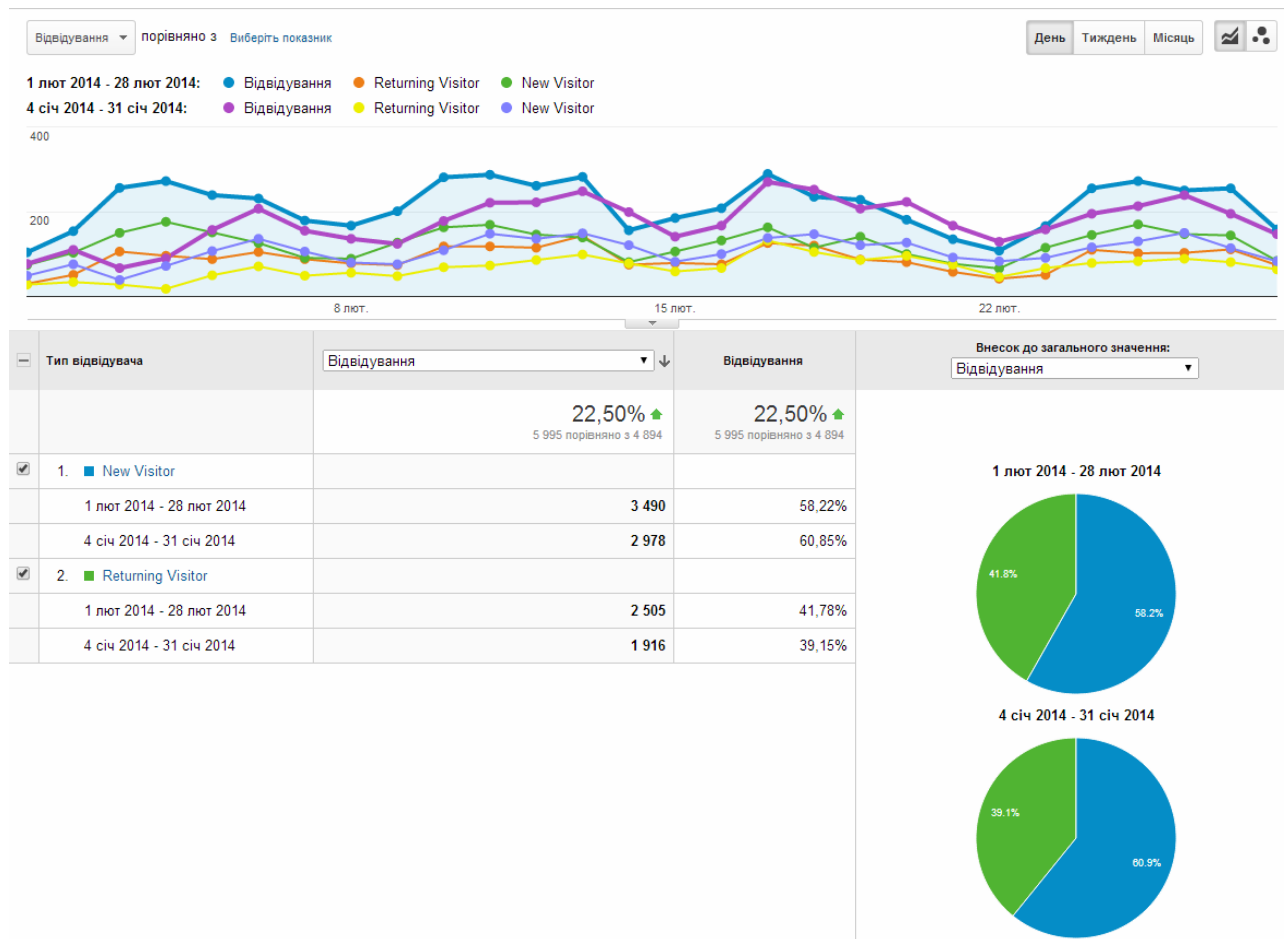 Відвідування порівняно з Виберіть показник День Тиждень Місяць
1 лют 2014 - 28 лют 2014: Відвідування Returning Visitor New Visitor
4 січ 2014 - 31 січ 2014: Відвідування Returning Visitor New Visitor
400
200
8 лют. 15 лют. 22 лют.
Тип відвідувача Відвідування Відвідування Внесок до загального значення:
Відвідування
22,50% 22,50%
5 995 порівняно з 4 894 5 995 порівняно з 4 894
1. New Visitor
1 лют 2014 - 28 лют 2014 3 490 58,22%
4 січ 2014 - 31 січ 2014 2 978 60,85%
2. Returning Visitor
1 лют 2014 - 28 лют 2014 2 505 41,78%
4 січ 2014 - 31 січ 2014 1 916 39,15%
1 лют 2014 - 28 лют 2014
41.8%
58.2%
4 січ 2014 - 31 січ 2014
39.1%
60.9%